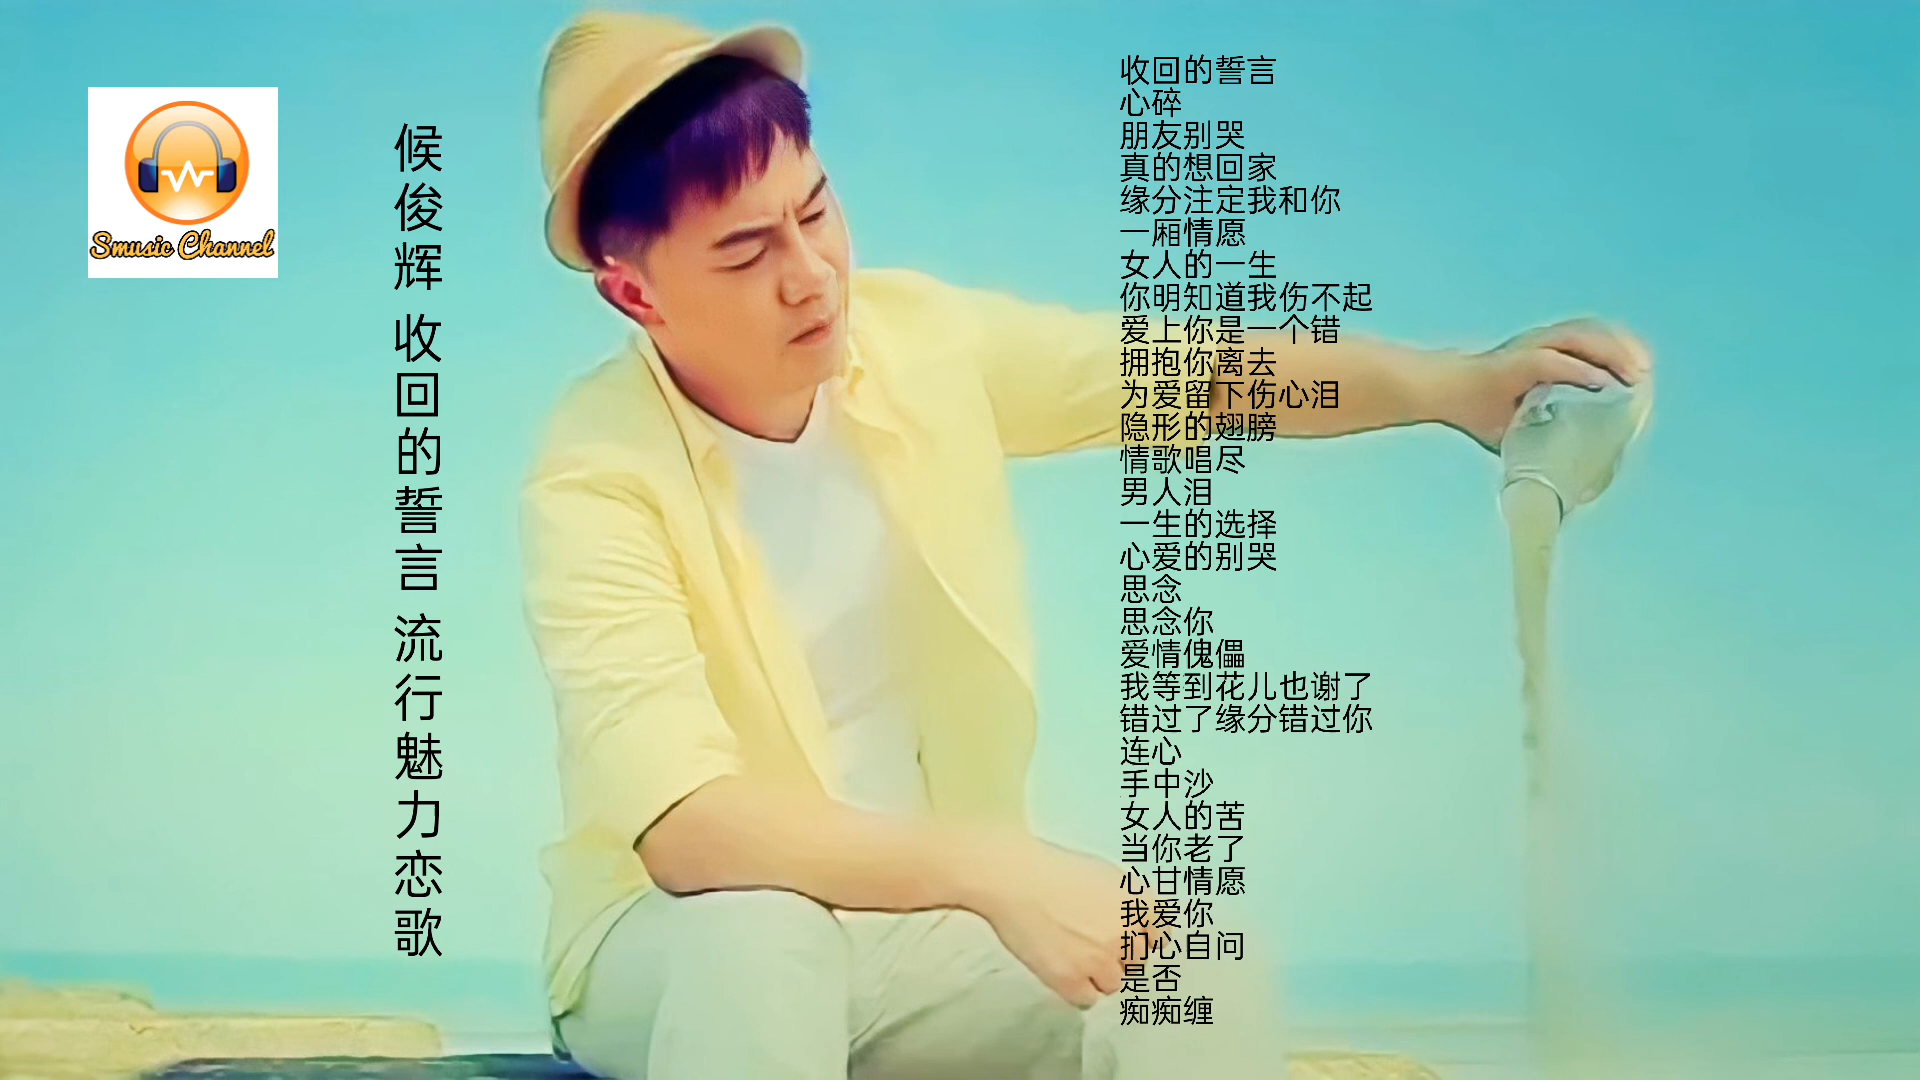 Smusic Channel
候俊辉 收回的誓言 流行魅力恋歌
收回的誓言
心碎
朋友别哭
真的想回家
缘分注定我和你
一厢情愿
女人的一生
你明知道我伤不起
爱上你是一个错
拥抱你离去
为爱留下伤心泪
隐形的翅膀
情歌唱尽
男人泪
一生的选择
心爱的别哭
思念
思念你
爱情傀儡
我等到花儿也谢了
错过了缘分错过你
连心
手中沙
女人的苦
当你老了
心甘情愿
我爱你
扪心自问
是否
痴痴缠